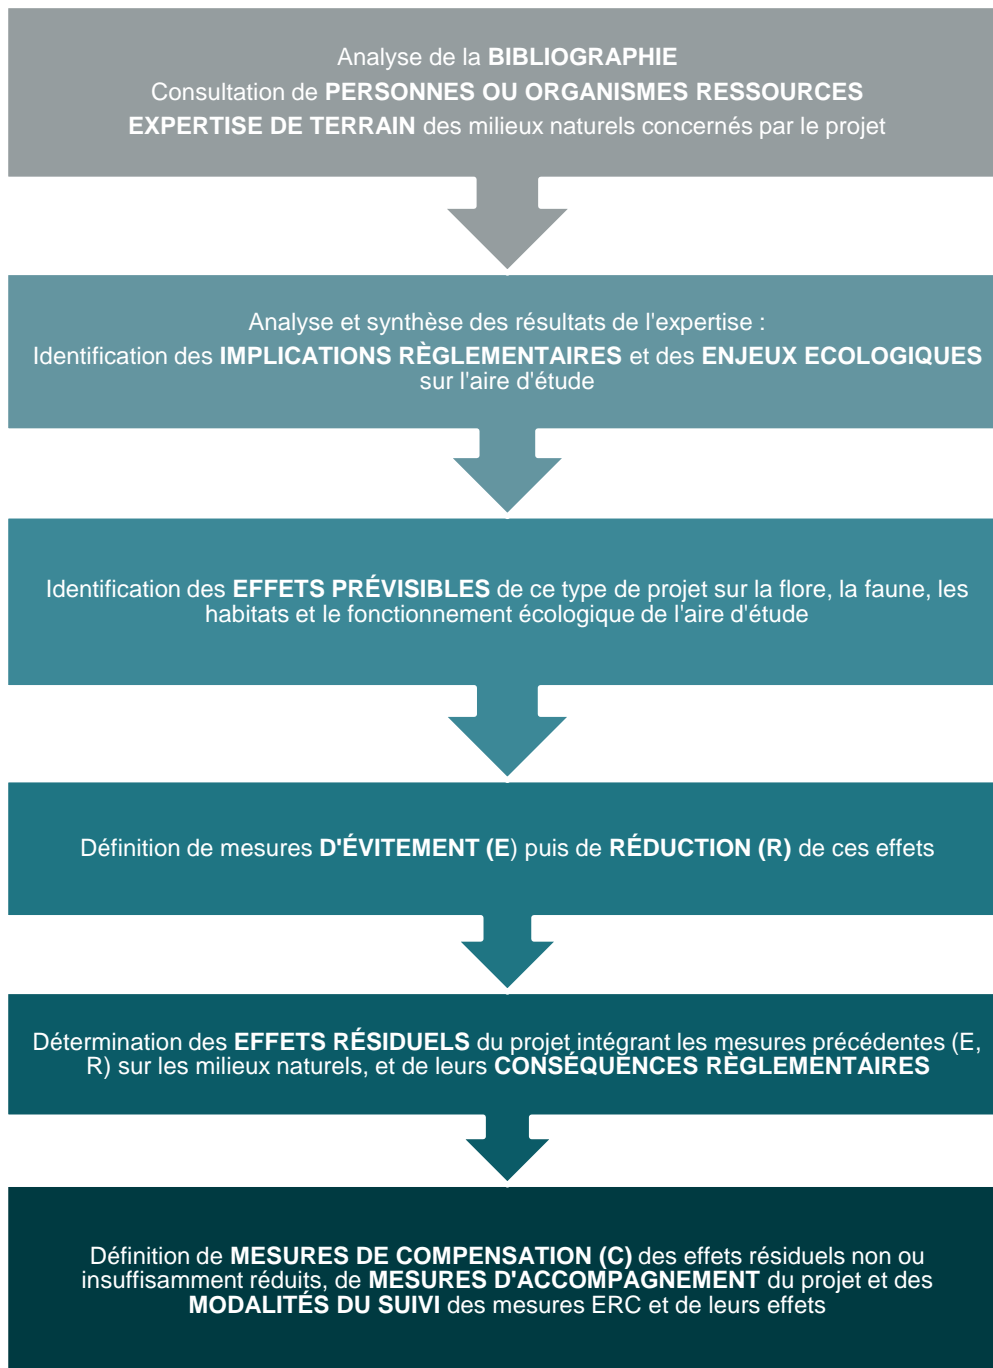 Analyse de la BIBLIOGRAPHIE
Consultation de PERSONNES OU ORGANISMES RESSOURCES
EXPERTISE DE TERRAIN des milieux naturels concernés par le projet
Analyse et synthèse des résultats de l'expertise :
Identification des IMPLICATIONS RÈGLEMENTAIRES et des ENJEUX ECOLOGIQUES
sur l'aire d'étude
Identification des EFFETS PRÉVISIBLES de ce type de projet sur la flore, la faune, les
habitats et le fonctionnement écologique de l'aire d'étude
Définition de mesures D'ÉVITEMENT (E) puis de RÉDUCTION (R) de ces effets
Détermination des EFFETS RÉSIDUELS du projet intégrant les mesures précédentes (E,
R) sur les milieux naturels, et de leurs CONSÉQUENCES RÈGLEMENTAIRES
Définition de MESURES DE COMPENSATION (C) des effets résiduels non ou
insuffisamment réduits, de MESURES D'ACCOMPAGNEMENT du projet et des
MODALITÉS DU SUIVI des mesures ERC et de leurs effets